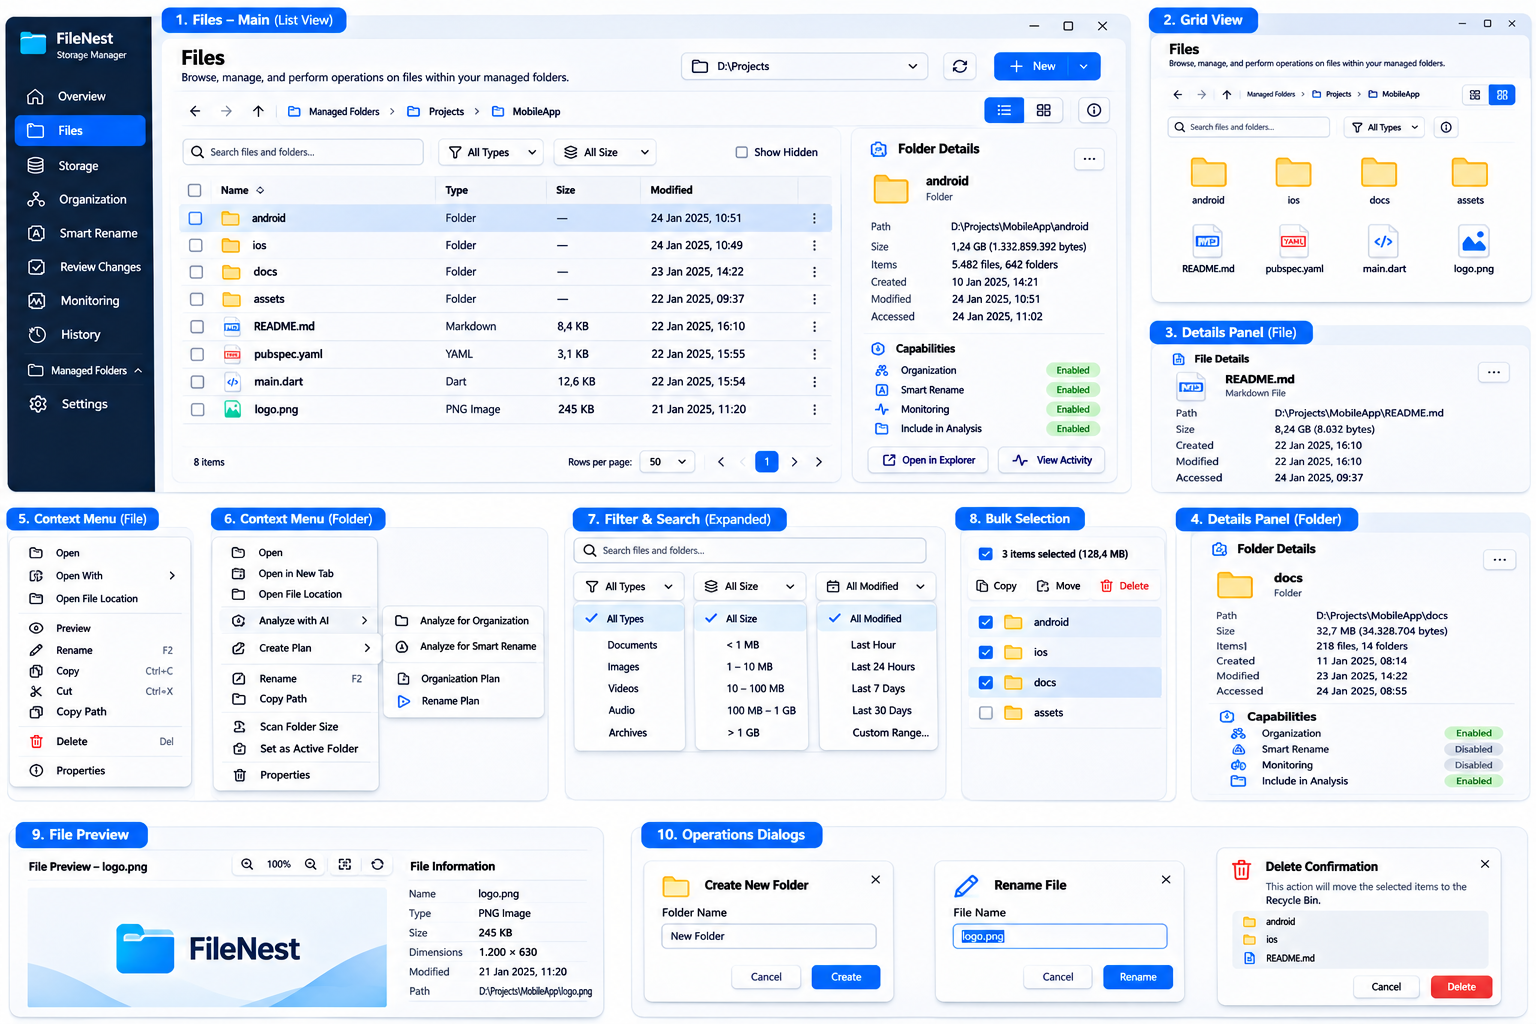 FileNest
Storage Manager
Overview
Files
Storage
Organization
Smart Rename
Review Changes
Monitoring
History
Managed Folders
Settings
1. Files – Main (List View)
Files
Browse, manage, and perform operations on files within your managed folders.
D:\Projects
New
Managed Folders > Projects > MobileApp
Search files and folders...
All Types
All Size
Show Hidden
Name Type Size Modified
android Folder — 24 Jan 2025, 10:51
ios Folder — 24 Jan 2025, 10:49
docs Folder — 23 Jan 2025, 14:22
assets Folder — 22 Jan 2025, 09:37
README.md Markdown 8,4 KB 22 Jan 2025, 16:10
pubspec.yaml YAML 3,1 KB 22 Jan 2025, 15:55
main.dart Dart 12,6 KB 22 Jan 2025, 15:54
logo.png PNG Image 245 KB 21 Jan 2025, 11:20
8 items
Rows per page: 50
1
Folder Details
...
android
Folder
Path D:\Projects\MobileApp\android
Size 1,24 GB (1.332.859.392 bytes)
Items 5.482 files, 642 folders
Created 10 Jan 2025, 14:21
Modified 24 Jan 2025, 10:51
Accessed 24 Jan 2025, 11:02
Capabilities
Organization Enabled
Smart Rename Enabled
Monitoring Enabled
Include in Analysis Enabled
Open in Explorer
View Activity
2. Grid View
Files
Browse, manage, and perform operations on files within your managed folders.
Managed Folders > Projects > MobileApp
Search files and folders...
All Types
android
ios
docs
assets
YAML
README.md
pubspec.yaml
main.dart
logo.png
3. Details Panel (File)
File Details
...
README.md
Markdown File
Path D:\Projects\MobileApp\README.md
Size 8,24 GB (8.032 bytes)
Created 22 Jan 2025, 16:10
Modified 22 Jan 2025, 16:10
Accessed 24 Jan 2025, 09:37
5. Context Menu (File)
Open
Open With
Open File Location
Preview
Rename F2
Copy Ctrl+C
Cut Ctrl+X
Copy Path
Delete Del
Properties
6. Context Menu (Folder)
Open
Open in New Tab
Open File Location
Analyze with AI
Create Plan
Rename F2
Copy Path
Scan Folder Size
Set as Active Folder
Properties
Analyze for Organization
Analyze for Smart Rename
Organization Plan
Rename Plan
7. Filter & Search (Expanded)
Search files and folders...
All Types
All Size
All Modified
All Types
Documents
Images
Videos
Audio
Archives
All Size
< 1 MB
1 – 10 MB
10 – 100 MB
100 MB – 1 GB
> 1 GB
All Modified
Last Hour
Last 24 Hours
Last 7 Days
Last 30 Days
Custom Range...
8. Bulk Selection
3 items selected (128,4 MB)
Copy
Move
Delete
android
ios
docs
assets
4. Details Panel (Folder)
Folder Details
...
docs
Folder
Path D:\Projects\MobileApp\docs
Size 32,7 MB (34.328.704 bytes)
Items1 218 files, 14 folders
Created 11 Jan 2025, 08:14
Modified 23 Jan 2025, 14:22
Accessed 24 Jan 2025, 08:55
Capabilities
Organization Enabled
Smart Rename Disabled
Monitoring Disabled
Include in Analysis Enabled
9. File Preview
File Preview – logo.png
100%
FileNest
File Information
Name logo.png
Type PNG Image
Size 245 KB
Dimensions 1.200 × 630
Modified 21 Jan 2025, 11:20
Path D:\Projects\MobileApp\logo.png
10. Operations Dialogs
Create New Folder
Folder Name
New Folder
Cancel
Create
Rename File
File Name
logo.png
Cancel
Rename
Delete Confirmation
This action will move the selected items to the
Recycle Bin.
android
ios
README.md
Cancel
Delete